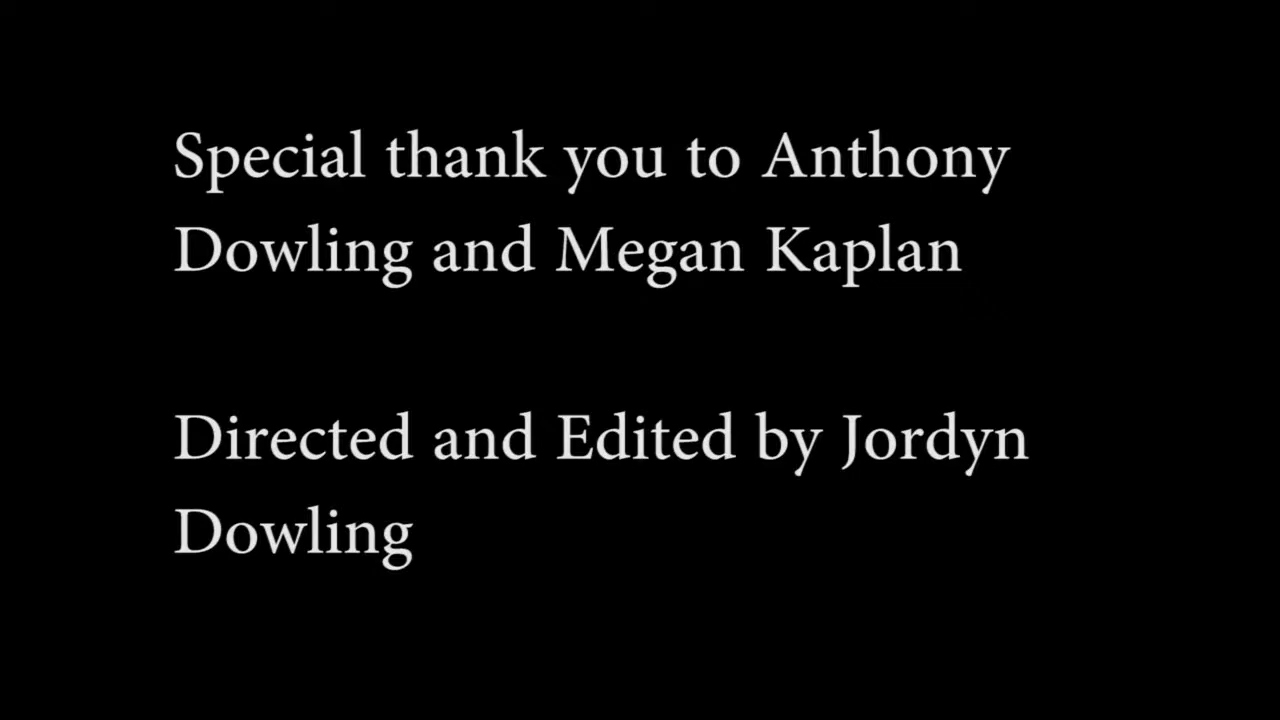 Special thank you to Anthony
Dowling and Megan Kaplan
Directed and Edited by Jordyn
Dowling